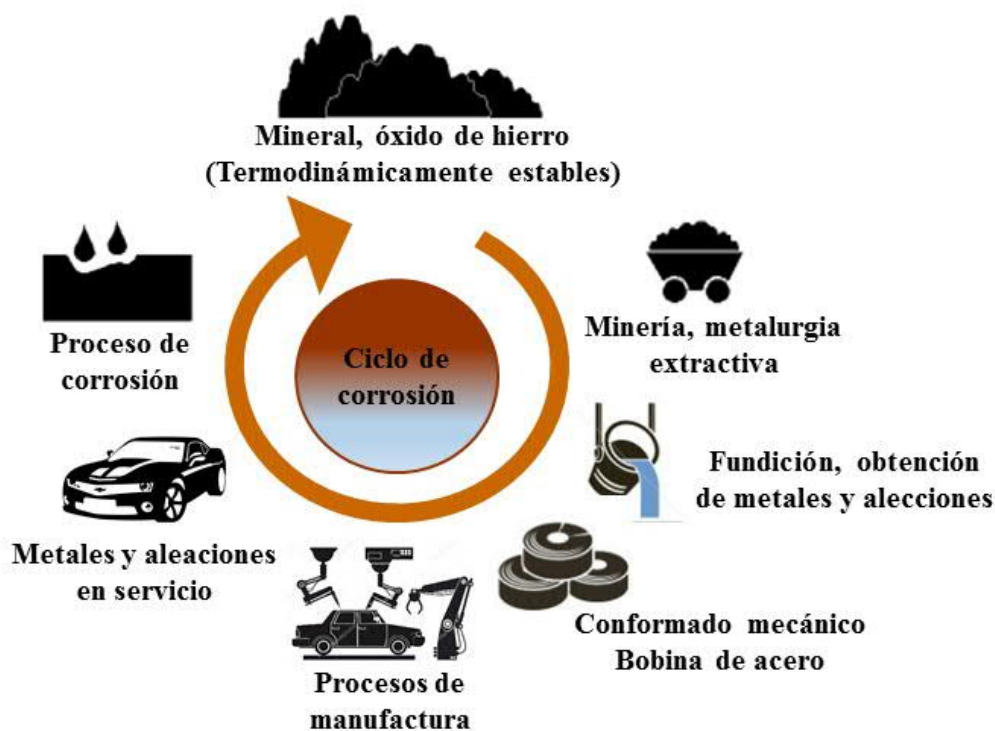 Mineral, óxido de hierro
(Termodinámicamente estables)
Minería, metalurgia
extractiva
Fundición, obtención
de metales y alecciones
Conformado mecánico
Bobina de acero
Procesos de
manufactura
Metales y aleaciones
en servicio
Proceso de
corrosión
Ciclo de
corrosión